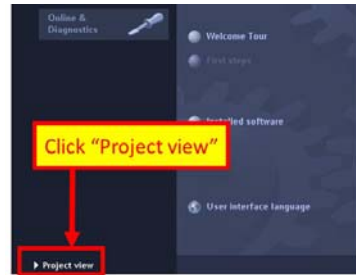 Online &
Diagnostics
Welcome Tour
First steps
Installed software
Click “Project view”
User interface language
Project view